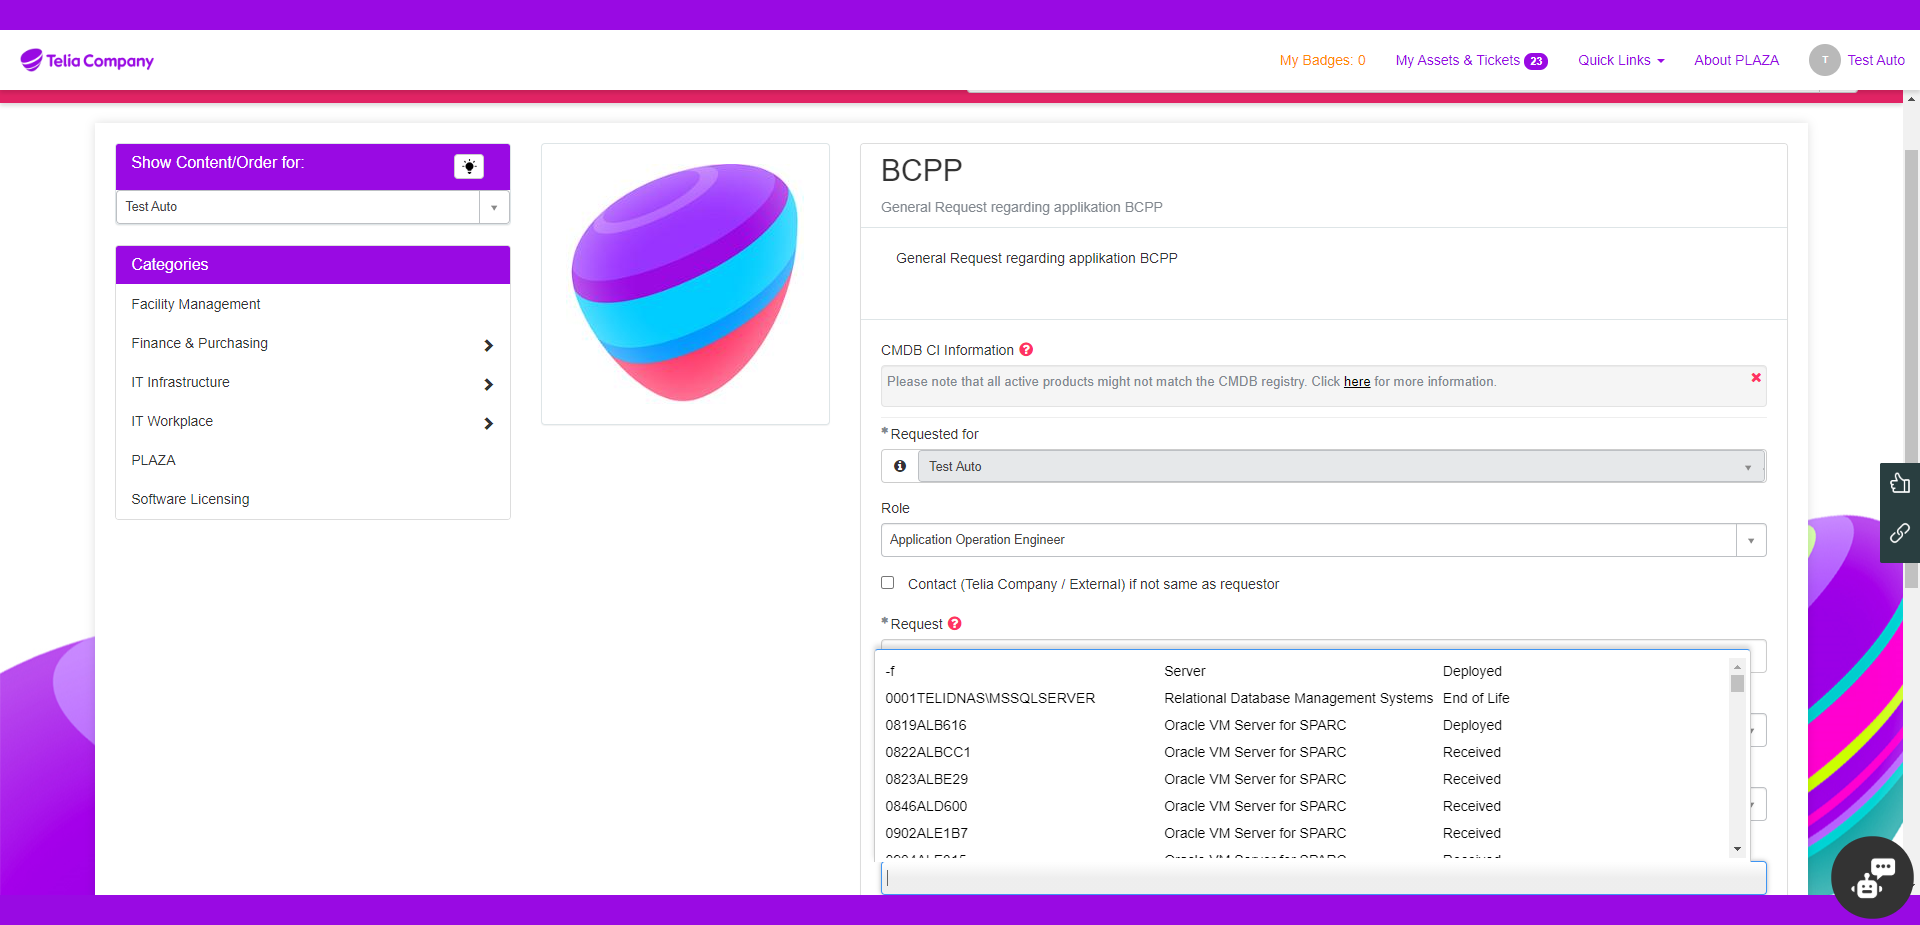 Telia Company
My Badges: 0
My Assets & Tickets 23
Quick Links
About PLAZA
T
Test Auto
Show Content/Order for:
Test Auto
Categories
Facility Management
Finance & Purchasing
IT Infrastructure
IT Workplace
PLAZA
Software Licensing
BCPP
General Request regarding applikation BCPP
General Request regarding applikation BCPP
CMDB CI Information
Please note that all active products might not match the CMDB registry. Click here for more information.
* Requested for
Test Auto
Role
Application Operation Engineer
Contact (Telia Company / External) if not same as requestor
* Request
-f Server Deployed
0001TELIDNAS\MSSQLSERVER Relational Database Management Systems End of Life
0819ALB616 Oracle VM Server for SPARC Deployed
0822ALBCC1 Oracle VM Server for SPARC Received
0823ALBE29 Oracle VM Server for SPARC Received
0846ALD600 Oracle VM Server for SPARC Received
0902ALE1B7 Oracle VM Server for SPARC Received
Oracle VM Server for SPARC Received